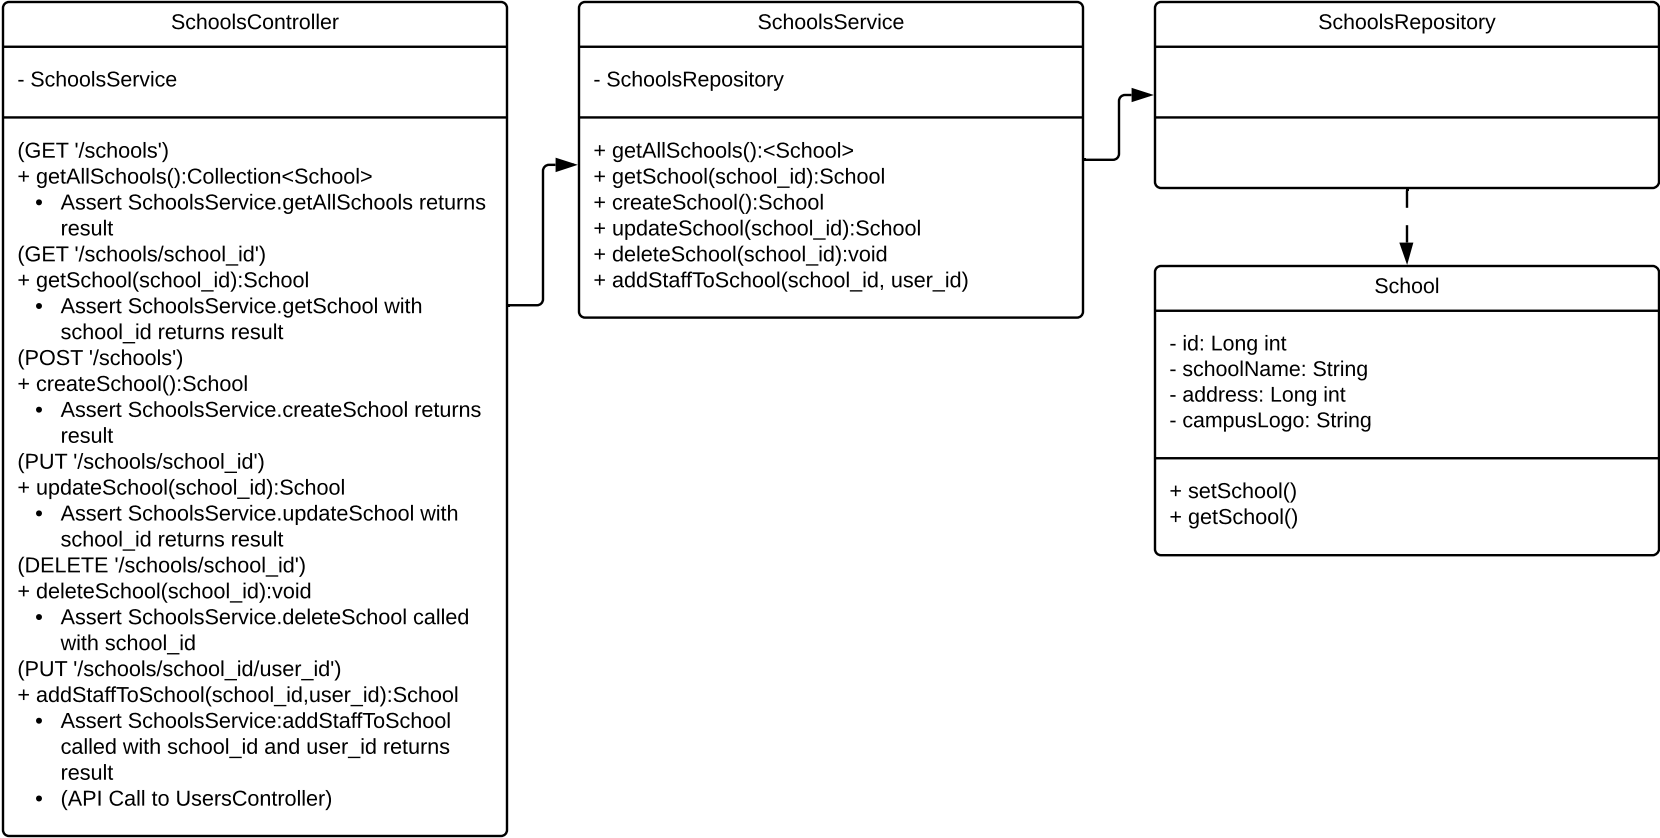 SchoolsController
- SchoolsService
(GET '/schools')
+ getAllSchools():Collection<School>
• Assert SchoolsService.getAllSchools returns
result
(GET '/schools/school_id')
+ getSchool(school_id):School
• Assert SchoolsService.getSchool with
school_id returns result
(POST '/schools')
+ createSchool():School
• Assert SchoolsService.createSchool returns
result
(PUT '/schools/school_id')
+ updateSchool(school_id):School
• Assert SchoolsService.updateSchool with
school_id returns result
(DELETE '/schools/school_id')
+ deleteSchool(school_id):void
• Assert SchoolsService.deleteSchool called
with school_id
(PUT '/schools/school_id/user_id')
+ addStaffToSchool(school_id,user_id):School
• Assert SchoolsService:addStaffToSchool
called with school_id and user_id returns
result
• (API Call to UsersController)
SchoolsService
- SchoolsRepository
+ getAllSchools():<School>
+ getSchool(school_id):School
+ createSchool():School
+ updateSchool(school_id):School
+ deleteSchool(school_id):void
+ addStaffToSchool(school_id, user_id)
SchoolsRepository
School
- id: Long int
- schoolName: String
- address: Long int
- campusLogo: String
+ setSchool()
+ getSchool()